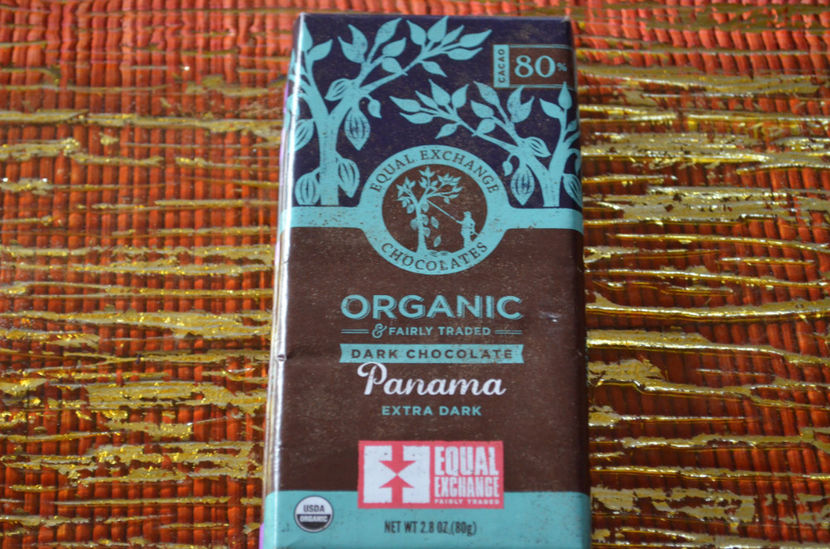 CACAO 80%
EQUAL EXCHANGE
CHOCOLATES
ORGANIC
& FAIRLY TRADED
DARK CHOCOLATE
Panama
EXTRA DARK
EQUAL
EXCHANGE
FAIRLY TRADED
USDA
ORGANIC
NET WT 2.8 OZ (80g)